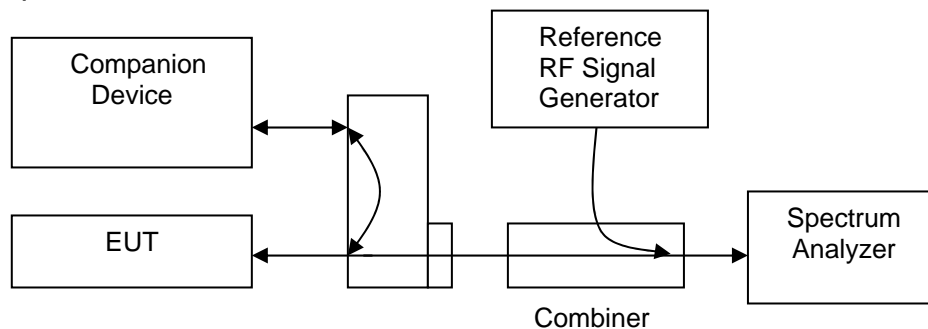 Companion
Device
Reference
RF Signal
Generator
EUT
Spectrum
Analyzer
Combiner